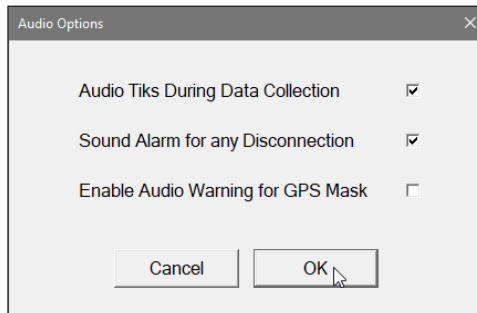 Audio Options
Audio Tiks During Data Collection
Sound Alarm for any Disconnection
Enable Audio Warning for GPS Mask
Cancel OK